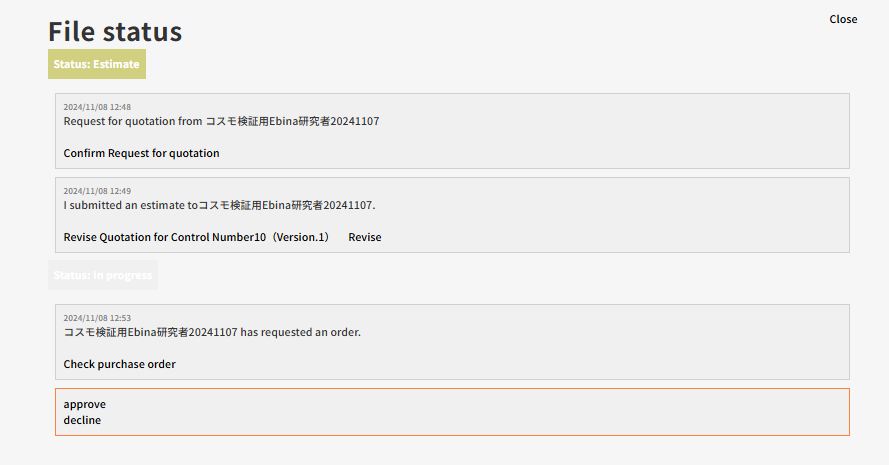 Close
File status
Status: Estimate
2024/11/08 12:48
Request for quotation from コスモ検証用Ebina研究者20241107
Confirm Request for quotation
2024/11/08 12:49
I submitted an estimate toコスモ検証用Ebina研究者20241107.
Revise Quotation for Control Number10（Version.1） Revise
Status: In progress
2024/11/08 12:53
コスモ検証用Ebina研究者20241107 has requested an order.
Check purchase order
approve
decline